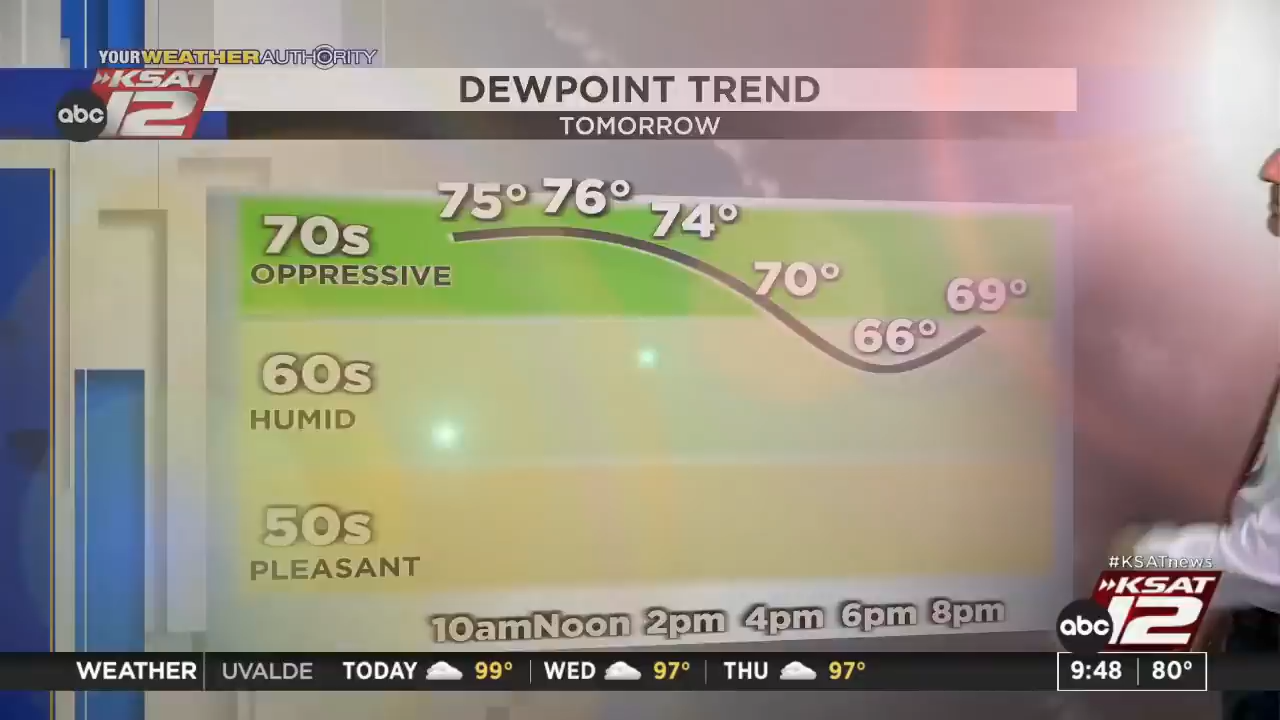 YOUR WEATHER AUTHORITY
KSAT
abc 12
DEWPOINT TREND
TOMORROW
75° 76° 74° 70° 66° 69°
70s
OPPRESSIVE
60s
HUMID
50s
PLEASANT
10am Noon 2pm 4pm 6pm 8pm
#KSATnews
KSAT
abc 12
WEATHER UVALDE TODAY 99° WED 97° THU 97° 9:48 80°